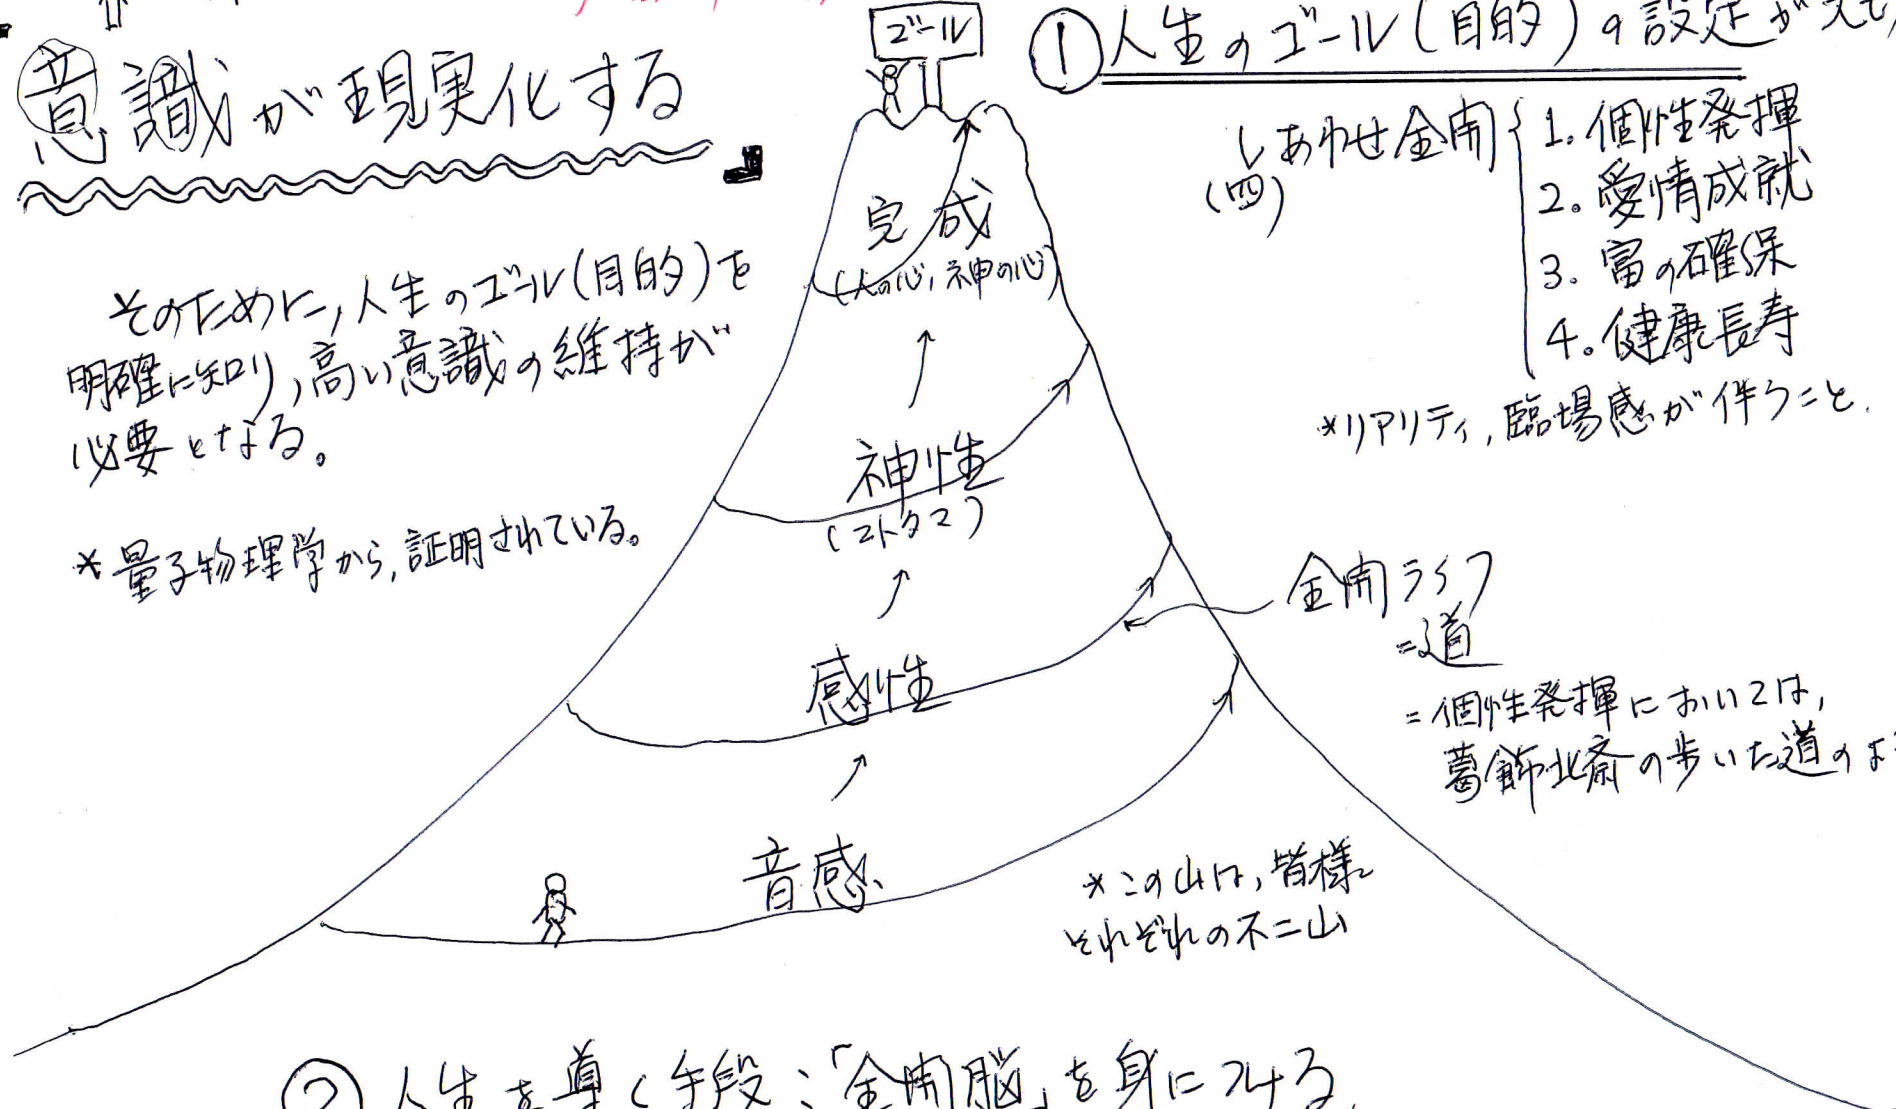 意識が現実化する
そのために,人生のゴール(目的)を
明確に知り,高い意識の維持が
必要となる。
*量子物理学から,証明されている。
ゴール
完成
神の心)
神性
(コトタマ)
感性
音感
①人生のゴール(目的)の設定が
しあわせ全開
(四)
1.個性発揮
2.愛情成就
3.富の確保
4.健康長寿
*リアリティ,臨場感が伴うこと.
全開ライフ
=道
=個性発揮においては,
葛飾北斎の歩いた道の
*この山は,皆様
それぞれの不二山
②人生を導く手段:「全開脳」を身につける.